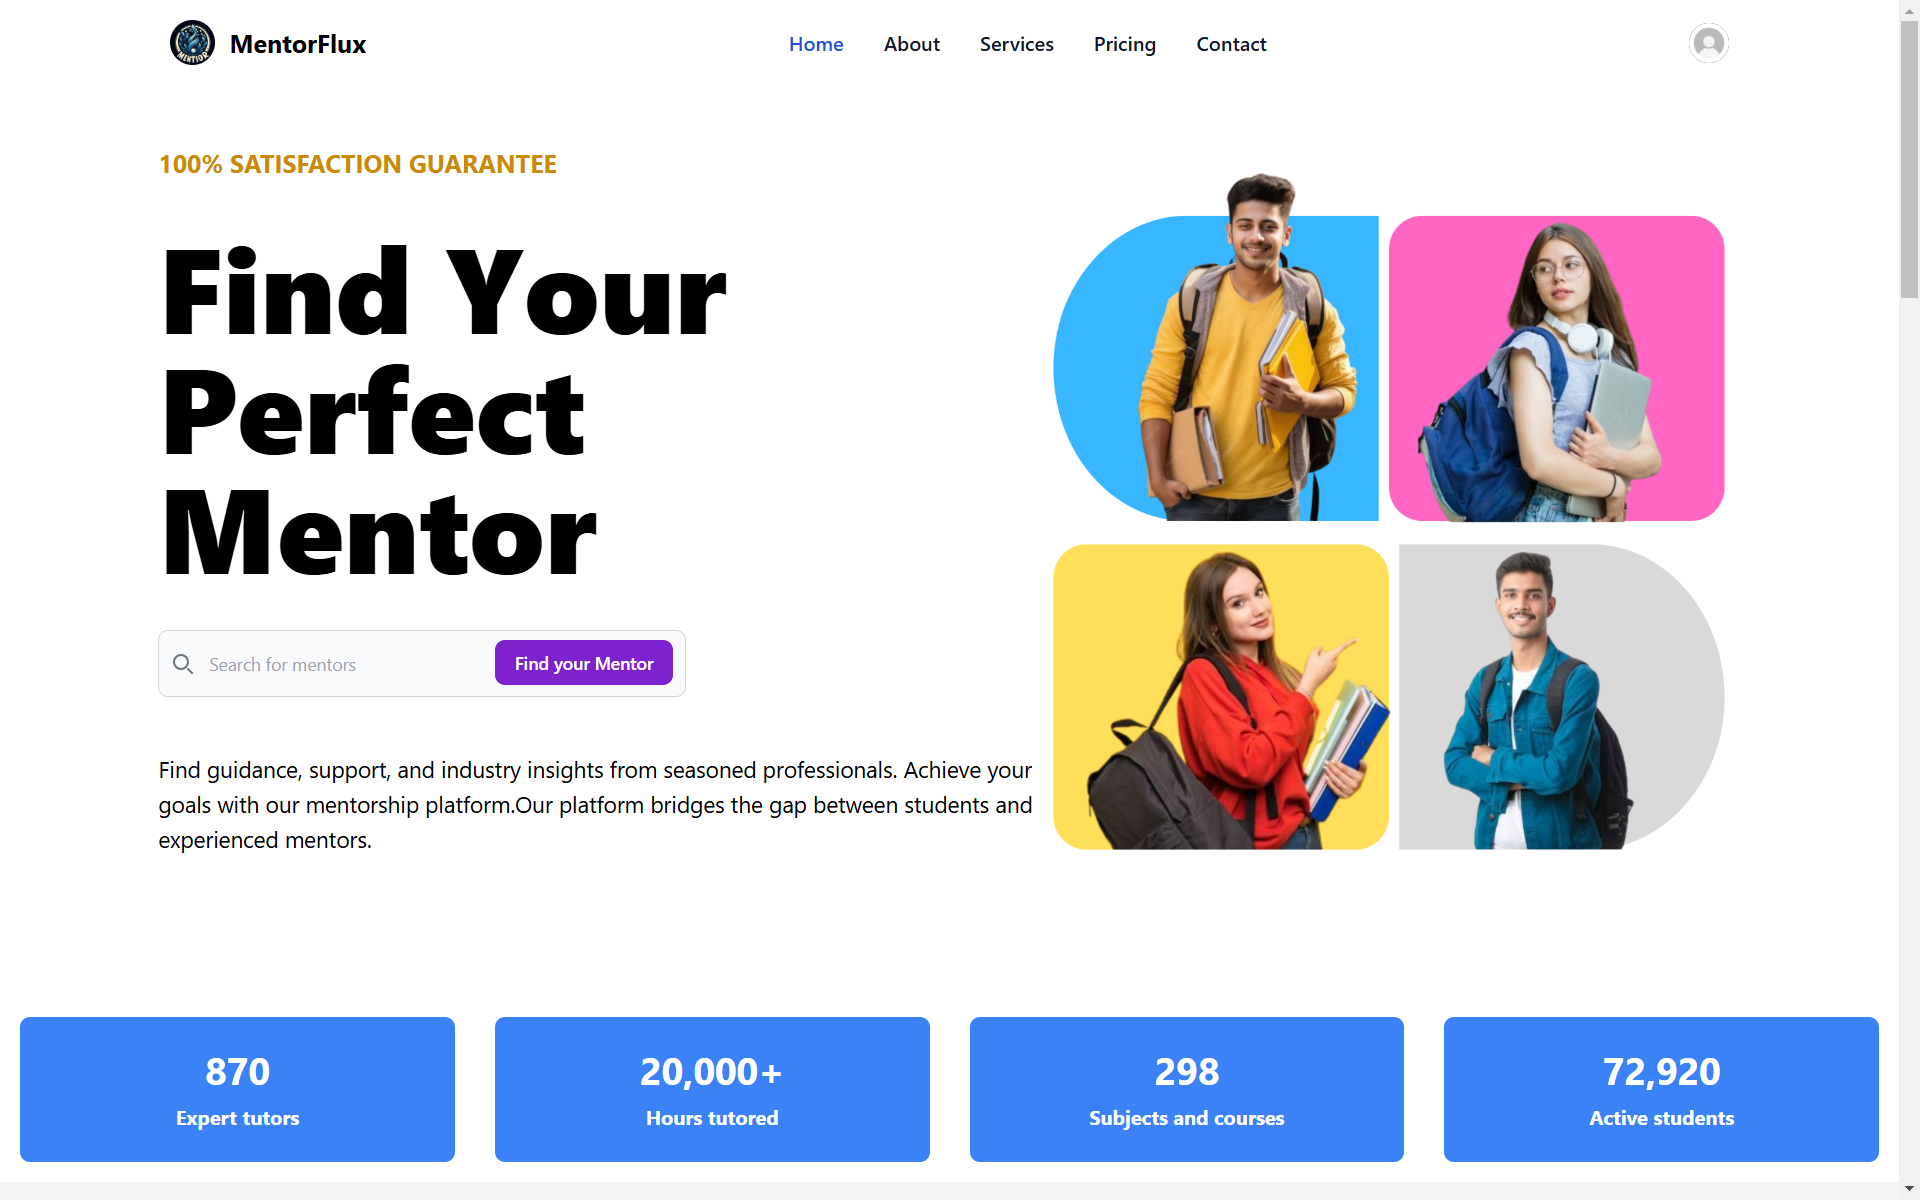 MENTIOR
MentorFlux
Home About Services Pricing Contact
100% SATISFACTION GUARANTEE
Find Your
Perfect
Mentor
Search for mentors
Find your Mentor
Find guidance, support, and industry insights from seasoned professionals. Achieve your
goals with our mentorship platform.Our platform bridges the gap between students and
experienced mentors.
870
Expert tutors
20,000+
Hours tutored
298
Subjects and courses
72,920
Active students